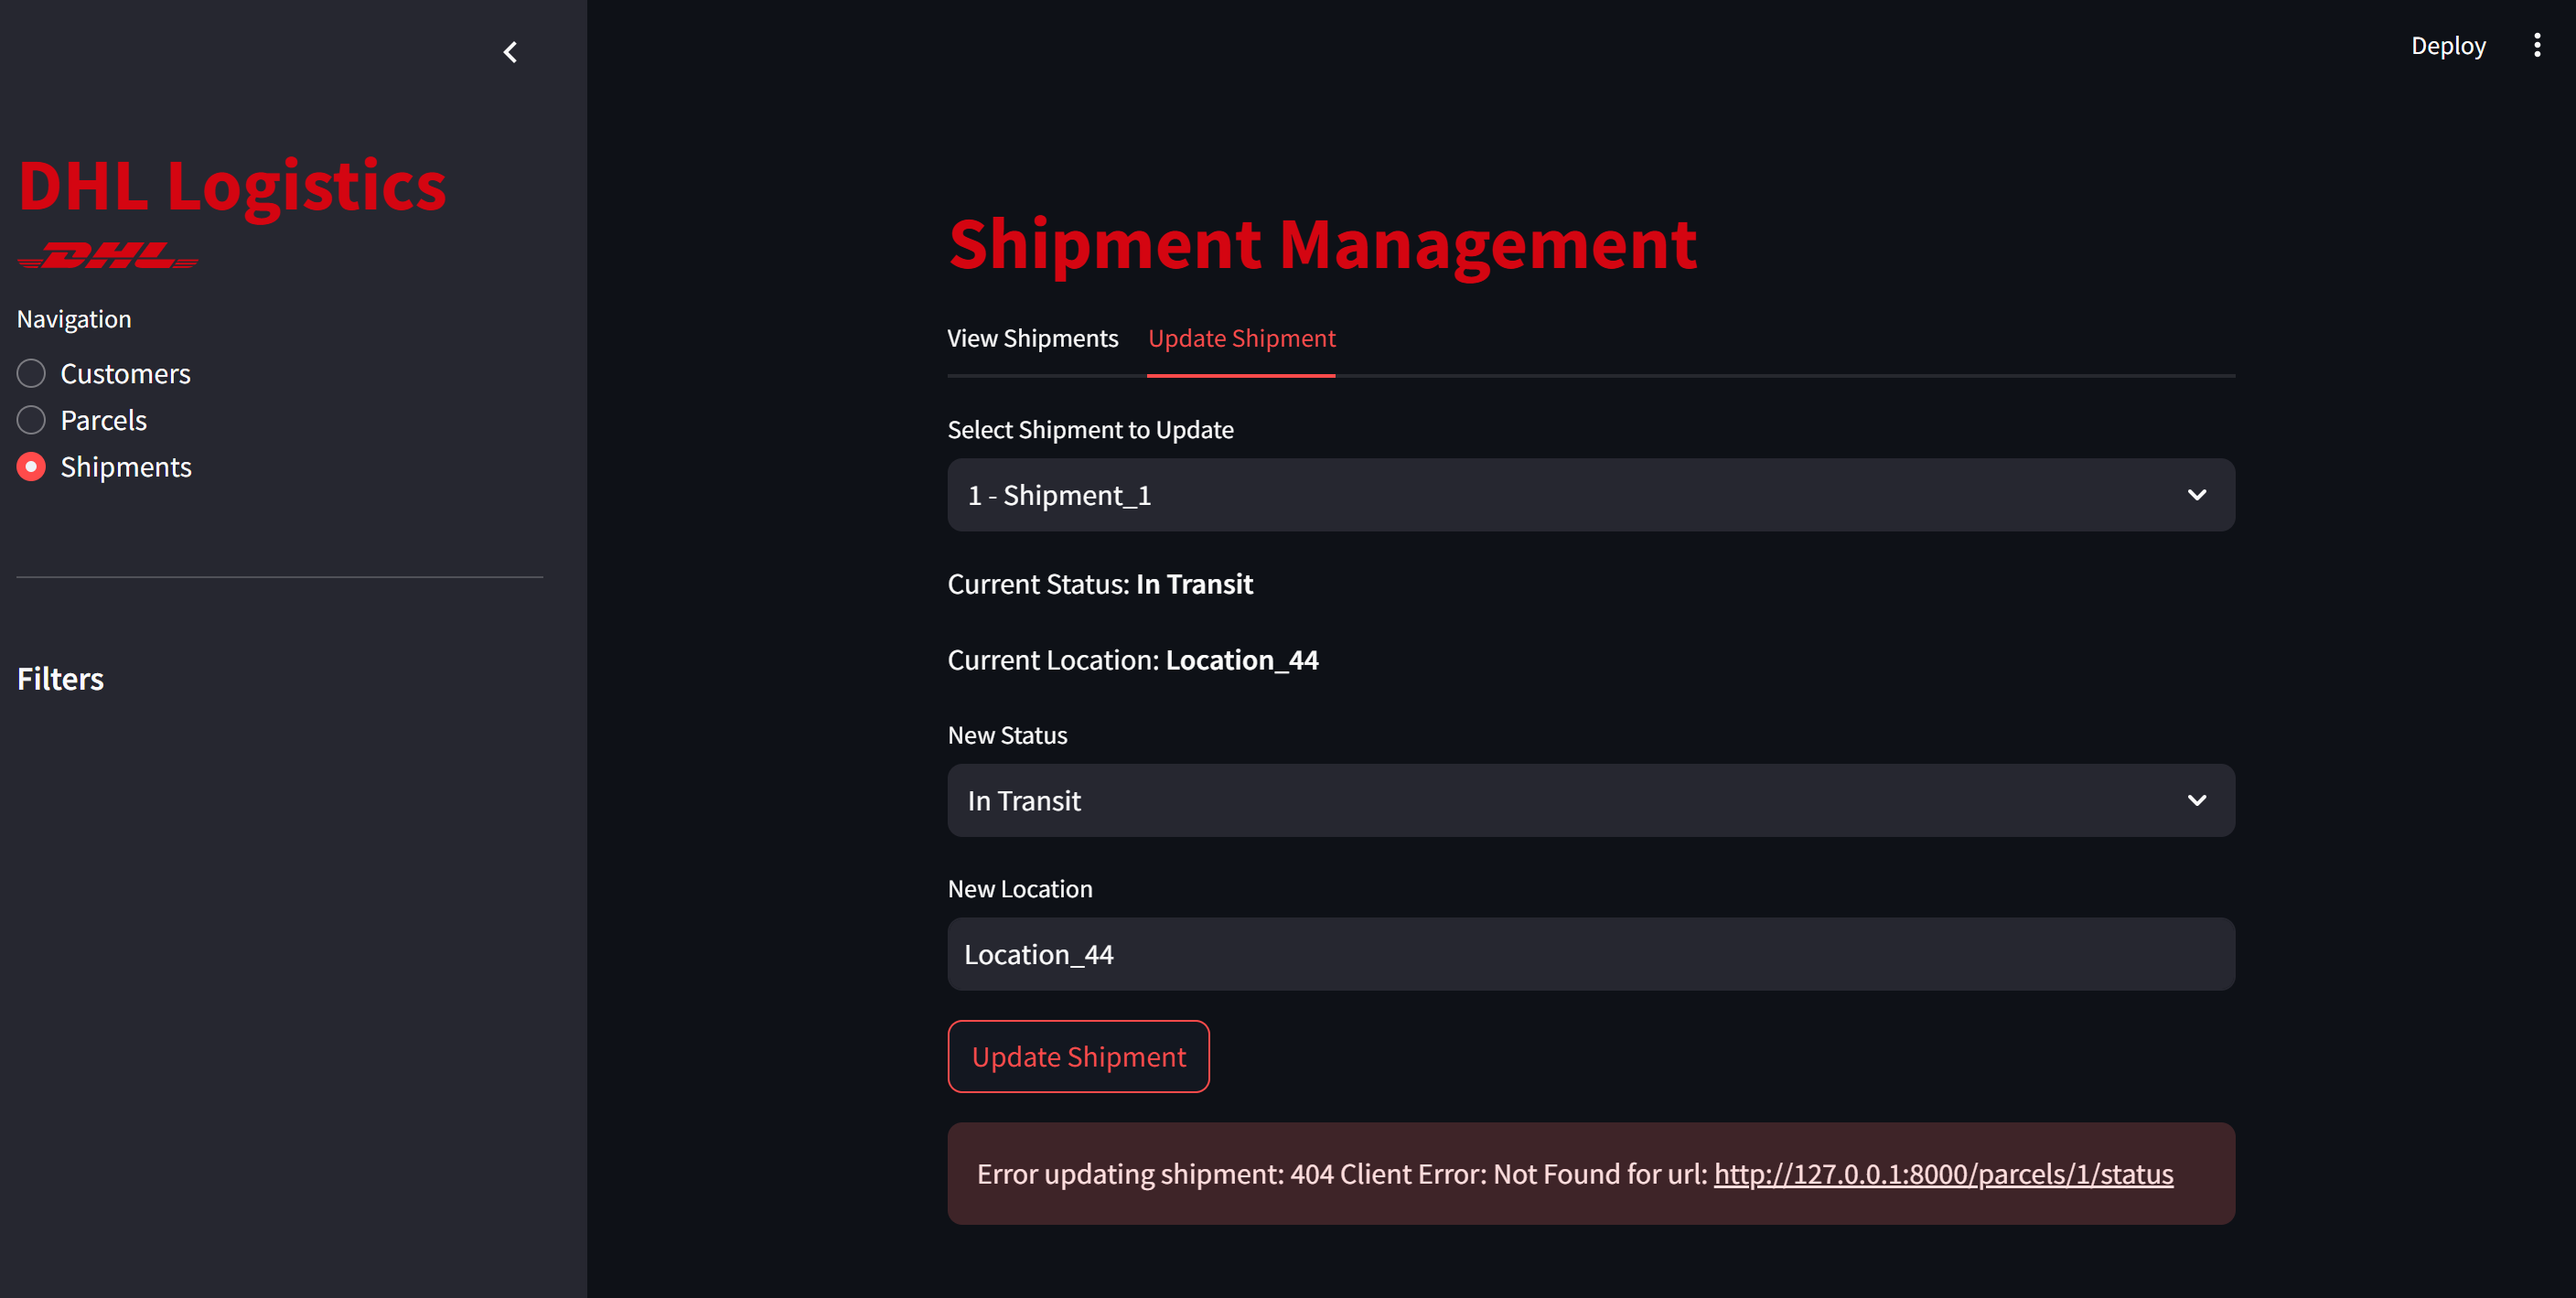 Deploy
DHL Logistics
DHL
Navigation
Customers
Parcels
Shipments
Filters
Shipment Management
View Shipments
Update Shipment
Select Shipment to Update
1 - Shipment_1
Current Status: In Transit
Current Location: Location_44
New Status
In Transit
New Location
Location_44
Update Shipment
Error updating shipment: 404 Client Error: Not Found for url: http://127.0.0.1:8000/parcels/1/status